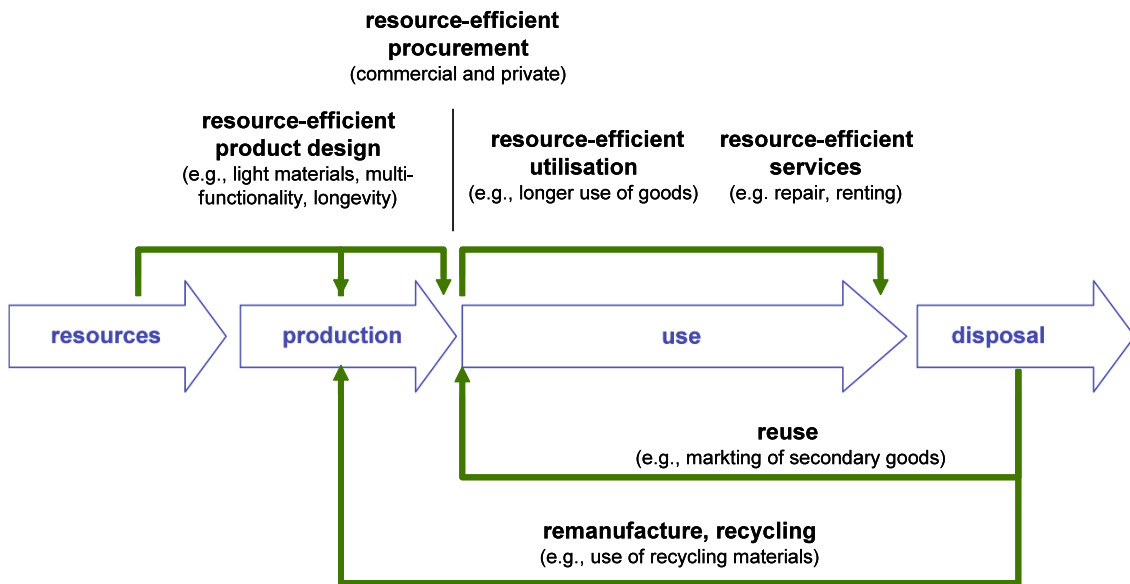 resource-efficient
procurement
(commercial and private)
resource-efficient
product design
(e.g., light materials, multi-
functionality, longevity)
resource-efficient
utilisation
(e.g., longer use of goods)
resource-efficient
services
(e.g. repair, renting)
resources
production
use
disposal
reuse
(e.g., markting of secondary goods)
remanufacture, recycling
(e.g., use of recycling materials)